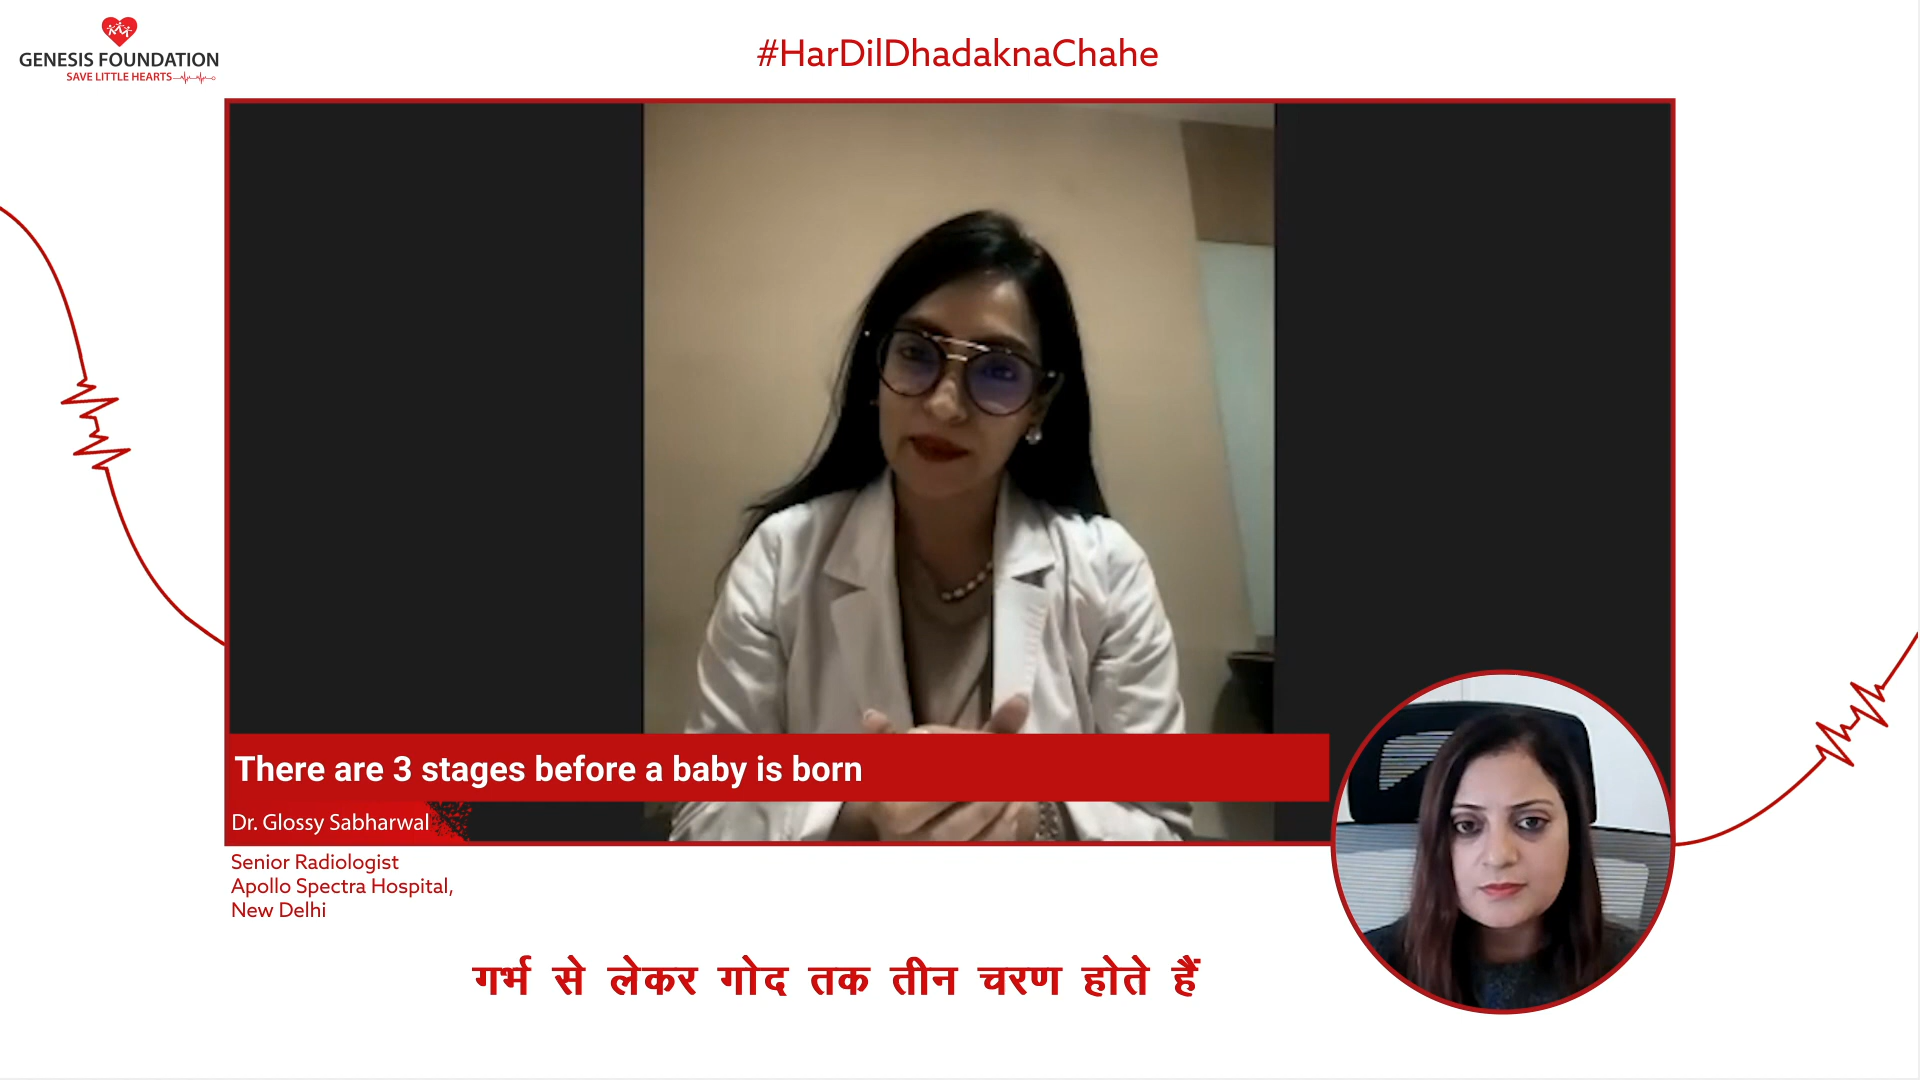 GENESIS FOUNDATION
SAVE LITTLE HEARTS
#HarDilDhadaknaChahe
There are 3 stages before a baby is born
Dr. Glossy Sabharwal
Senior Radiologist
Apollo Spectra Hospital,
New Delhi
गर्भ से लेकर गोद तक तीन चरण होते हैं